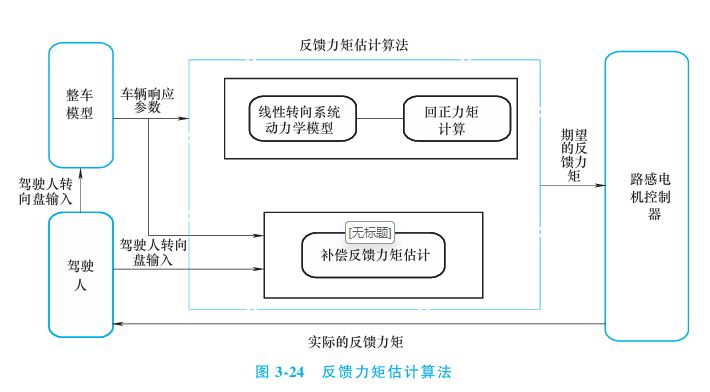 反馈力矩估计算法
整车
模型
车辆响应
参数
线性转向系统
动力学模型
回正力矩
计算
期望
的反
馈力
矩
路感电
机控制
器
驾驶人转
向盘输入
驾驶
人
驾驶人转向
盘输入
[无标题]
补偿反馈力矩估计
实际的反馈力矩
图 3-24 反馈力矩估计算法